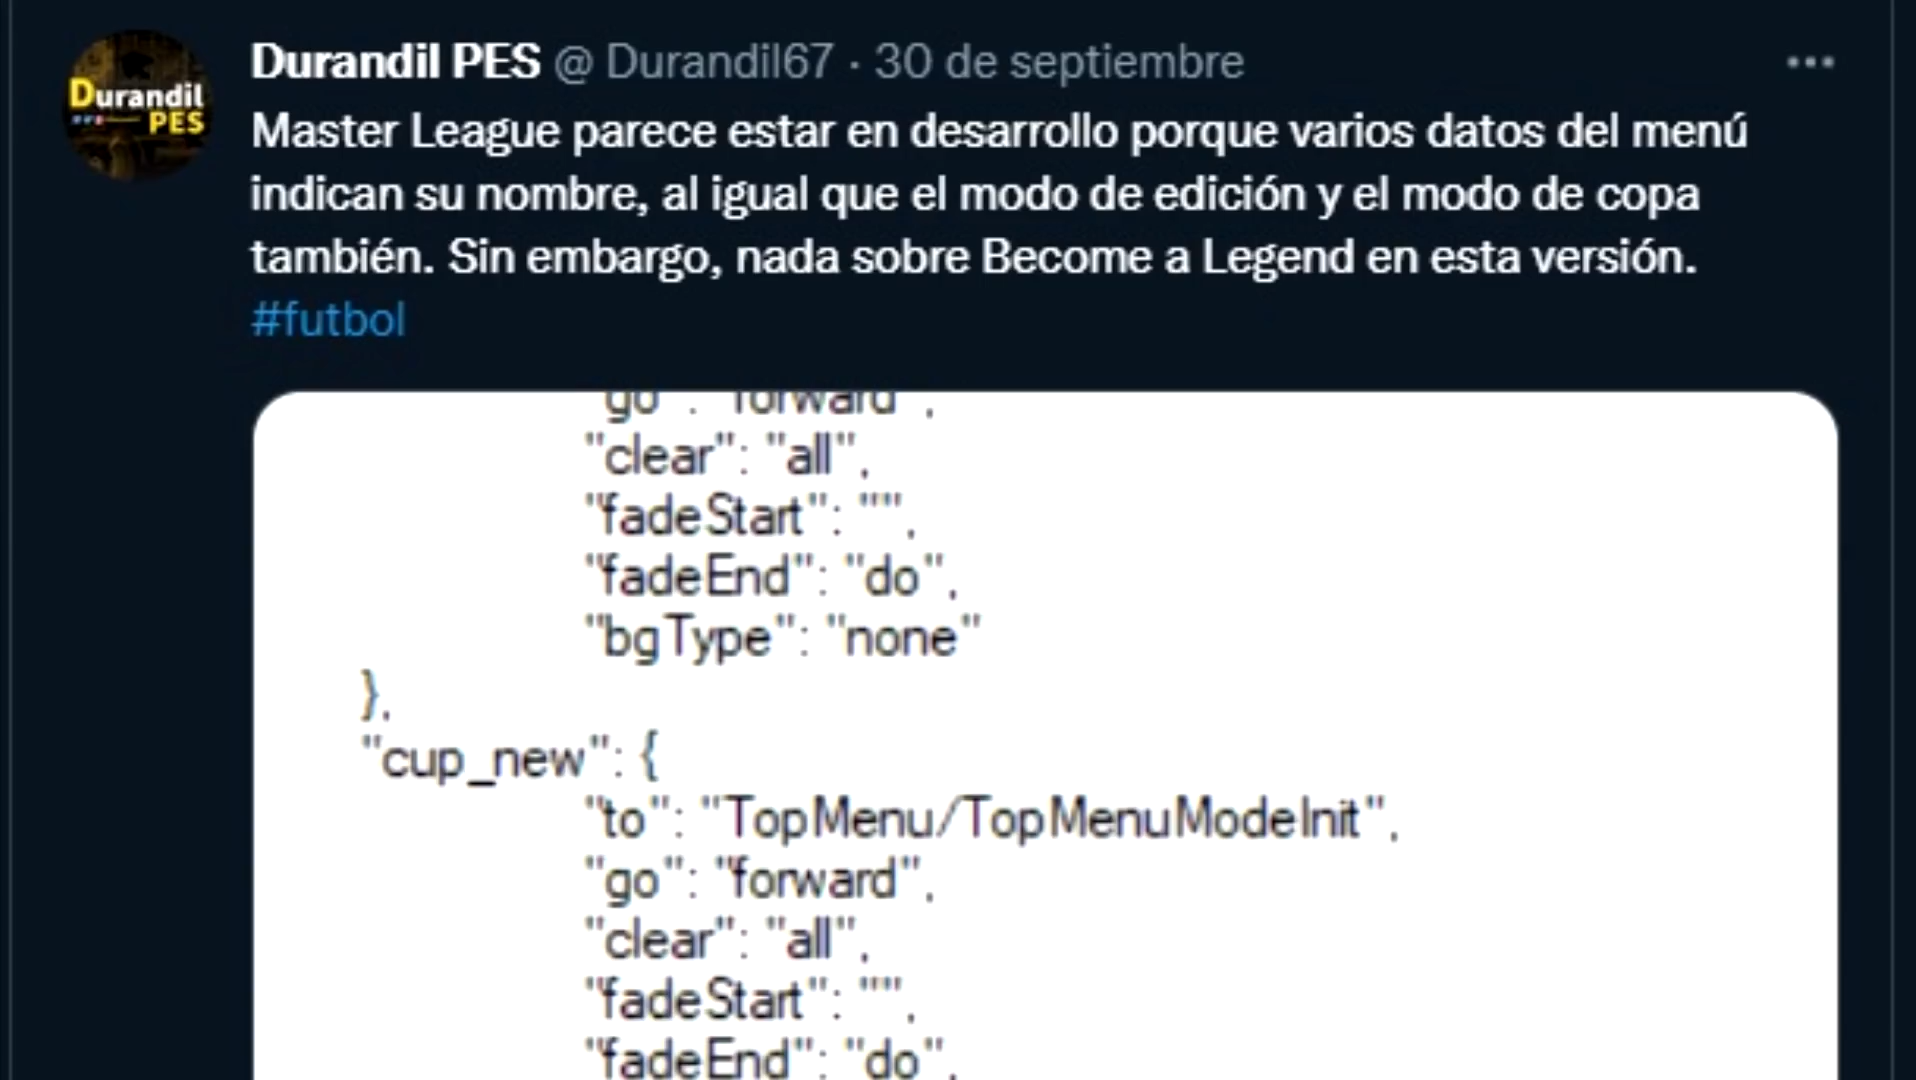 Durandil PES @Durandil67 · 30 de septiembre
Durandil
PES
Master League parece estar en desarrollo porque varios datos del menú
indican su nombre, al igual que el modo de edición y el modo de copa
también. Sin embargo, nada sobre Become a Legend en esta versión.
#futbol
"go": "forward",
"clear": "all",
"fadeStart": "",
"fadeEnd": "do",
"bgType": "none"
},
"cup_new": {
"to": "TopMenu/TopMenuModeInit",
"go": "forward",
"clear": "all",
"fadeStart": "",
"fadeEnd": "do",